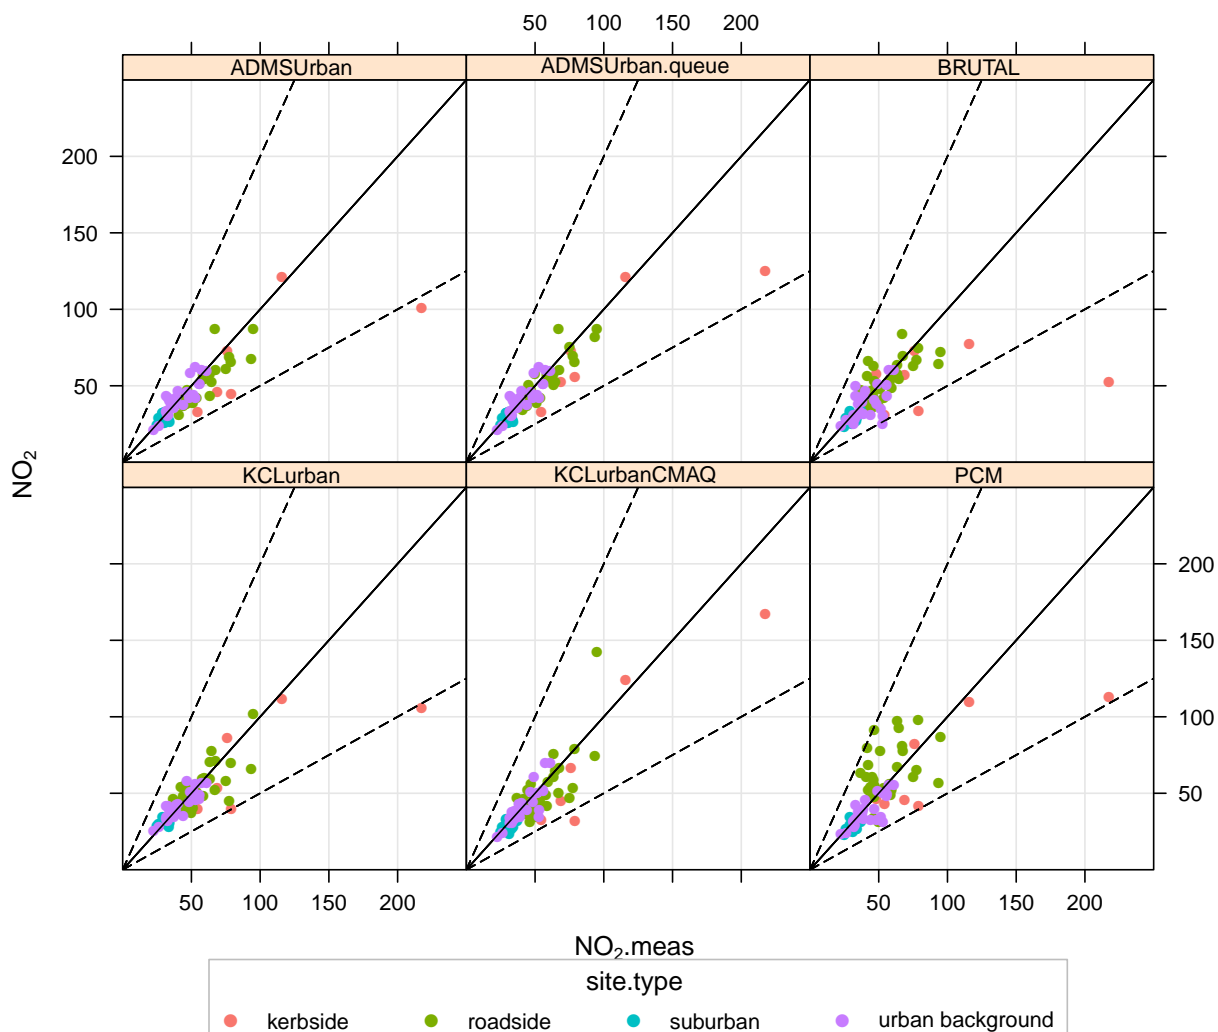 50 100 150 200
ADMSUrban ADMSUrban.queue BRUTAL
200
150
100
50
NO₂
KCLurban KCLurbanCMAQ PCM
200
150
100
50
50 100 150 200 50 100 150 200
NO₂.meas
site.type
kerbside roadside suburban urban background